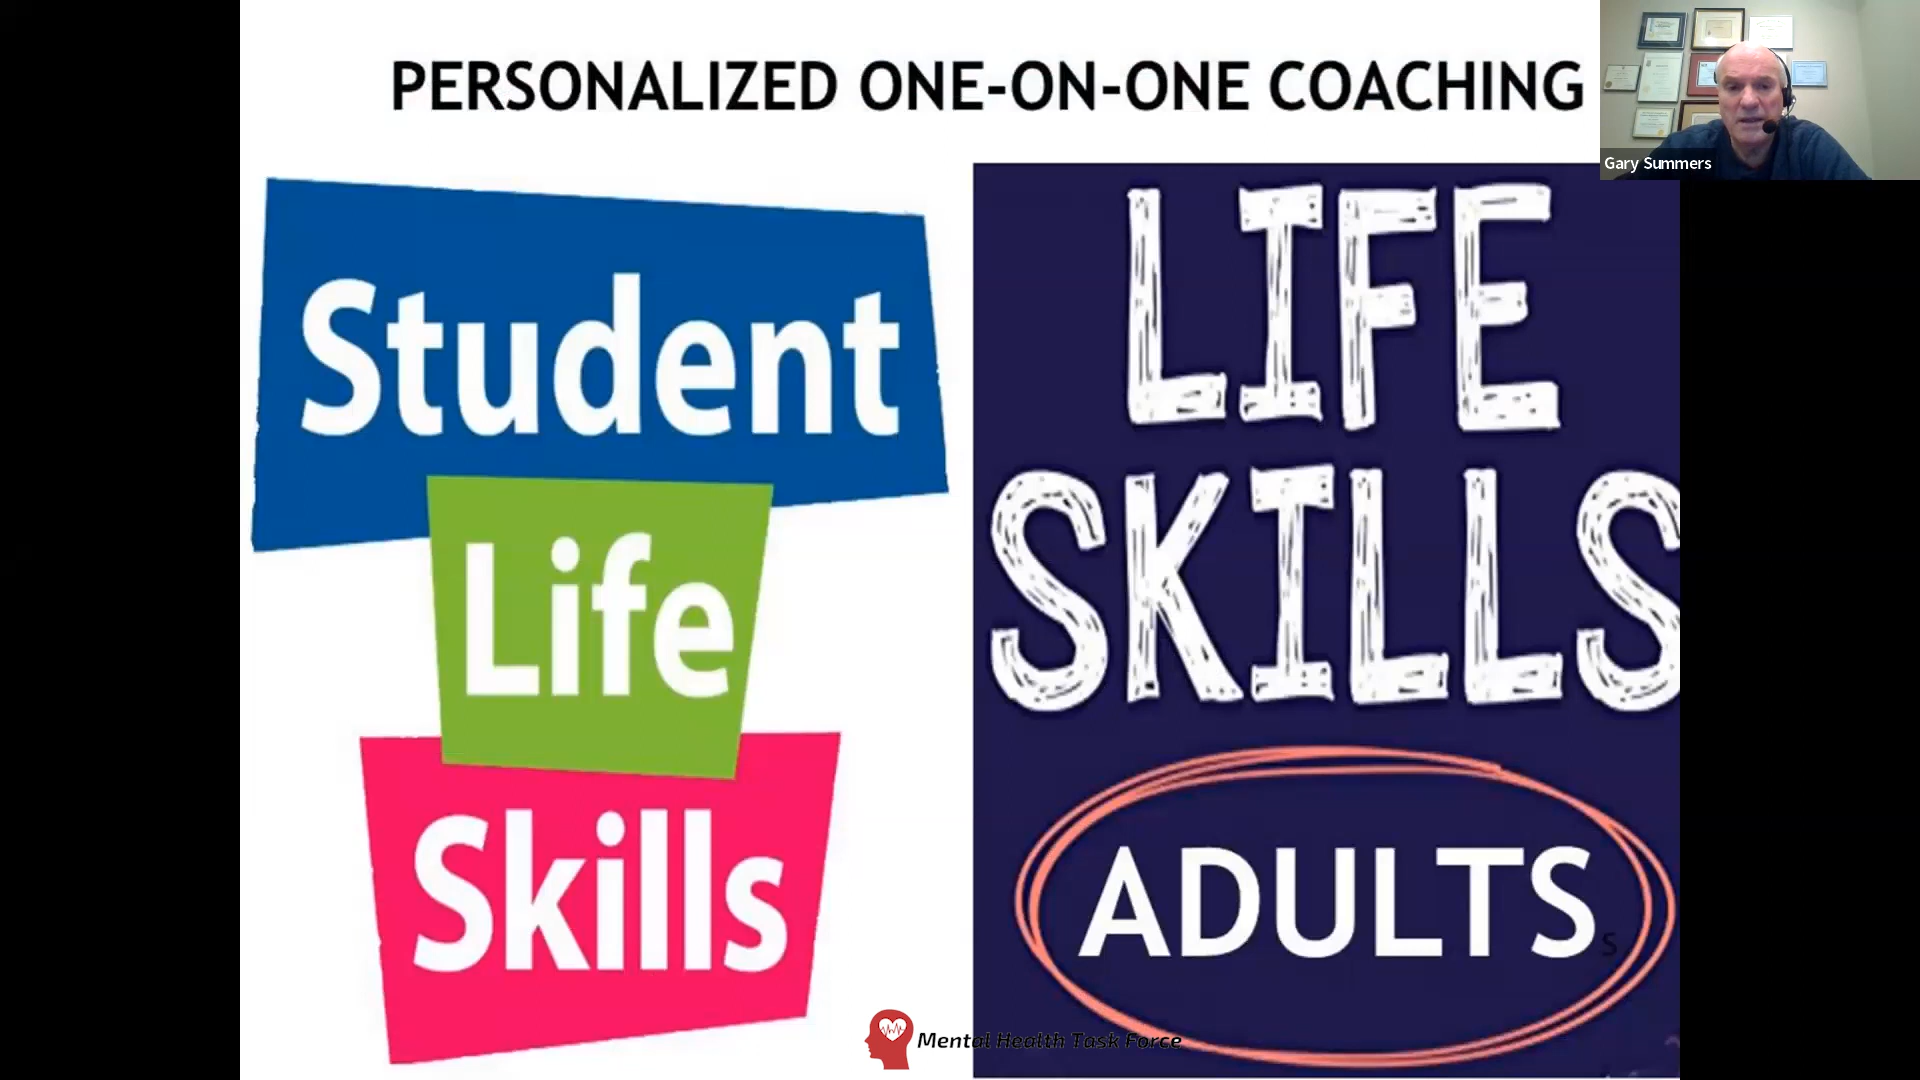 PERSONALIZED ONE-ON-ONE COACHING
Gary Summers
Student
Life
Skills
LIFE
SKILLS
ADULTS
s
Mental Health Task Force